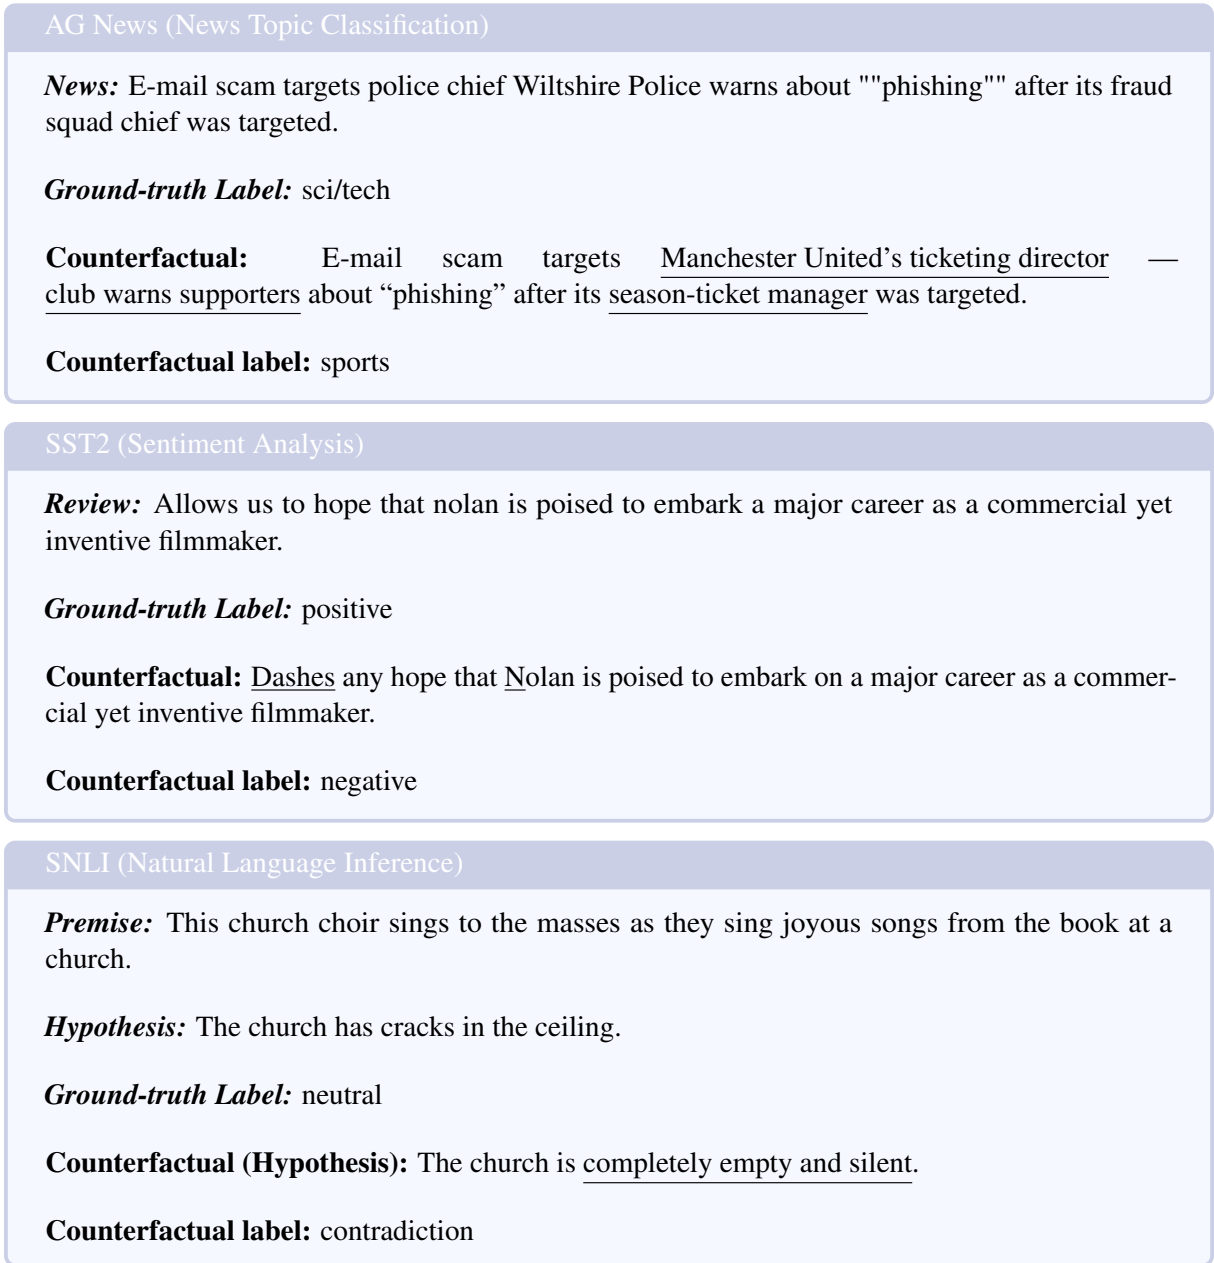 AG News (News Topic Classification)
News: E-mail scam targets police chief Wiltshire Police warns about ""phishing"" after its fraud
squad chief was targeted.
Ground-truth Label: sci/tech
Counterfactual: E-mail scam targets Manchester United's ticketing director —
club warns supporters about “phishing” after its season-ticket manager was targeted.
Counterfactual label: sports
SST2 (Sentiment Analysis)
Review: Allows us to hope that nolan is poised to embark a major career as a commercial yet
inventive filmmaker.
Ground-truth Label: positive
Counterfactual: Dashes any hope that Nolan is poised to embark on a major career as a commer-
cial yet inventive filmmaker.
Counterfactual label: negative
SNLI (Natural Language Inference)
Premise: This church choir sings to the masses as they sing joyous songs from the book at a
church.
Hypothesis: The church has cracks in the ceiling.
Ground-truth Label: neutral
Counterfactual (Hypothesis): The church is completely empty and silent.
Counterfactual label: contradiction